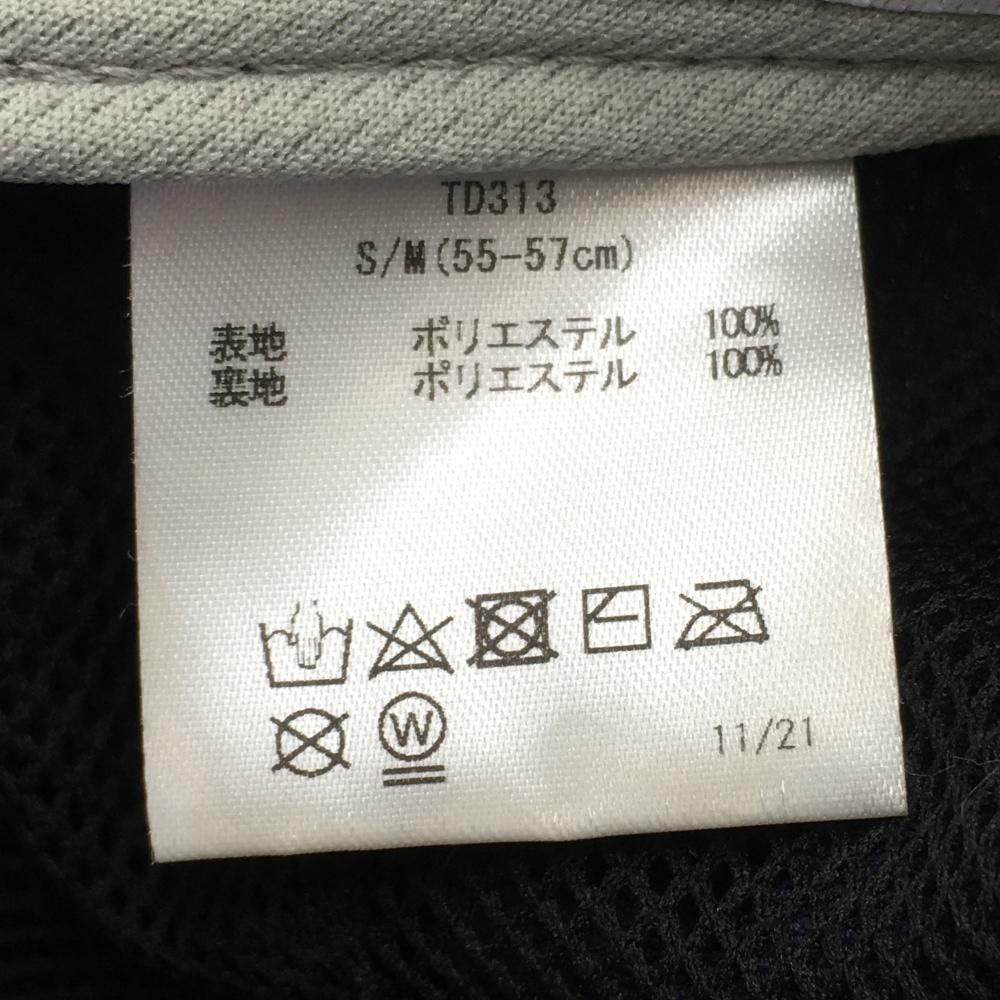 TD313
S/M(55-57cm)
表地 ポリエステル 100%
裏地 ポリエステル 100%
W
11/21